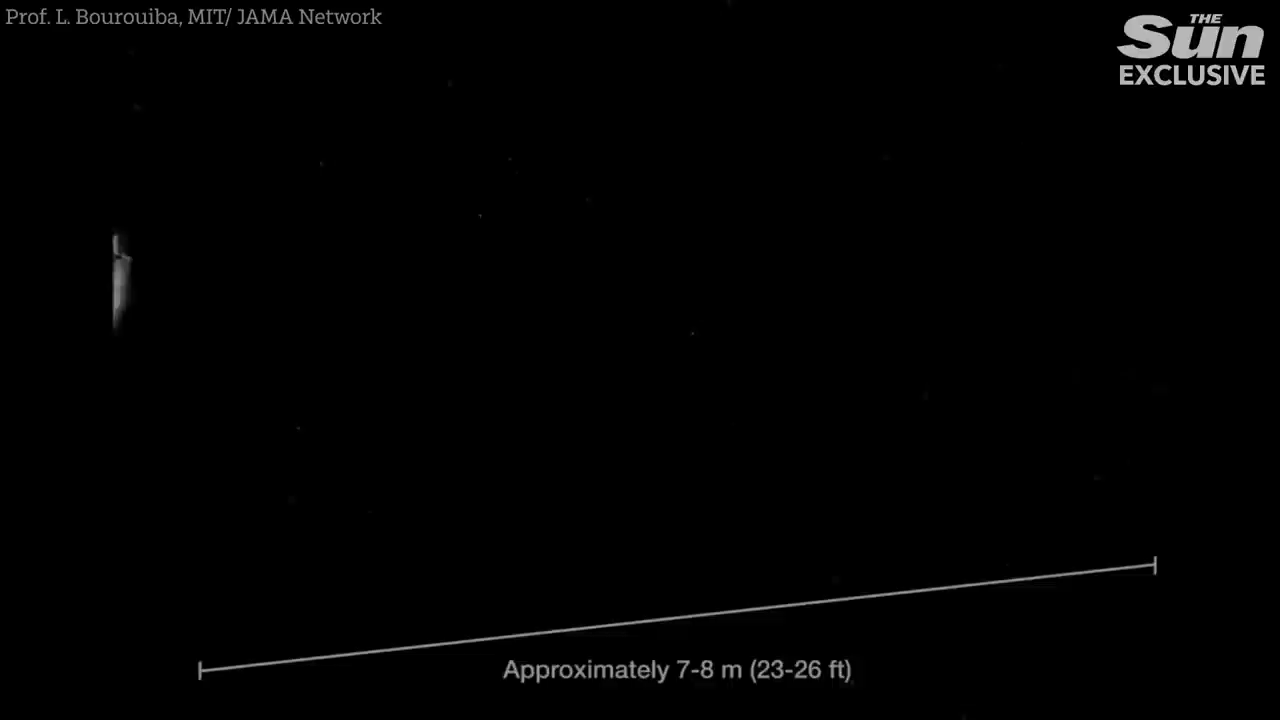 Prof. L. Bourouiba, MIT/ JAMA Network
THE
Sun
EXCLUSIVE
Approximately 7-8 m (23-26 ft)